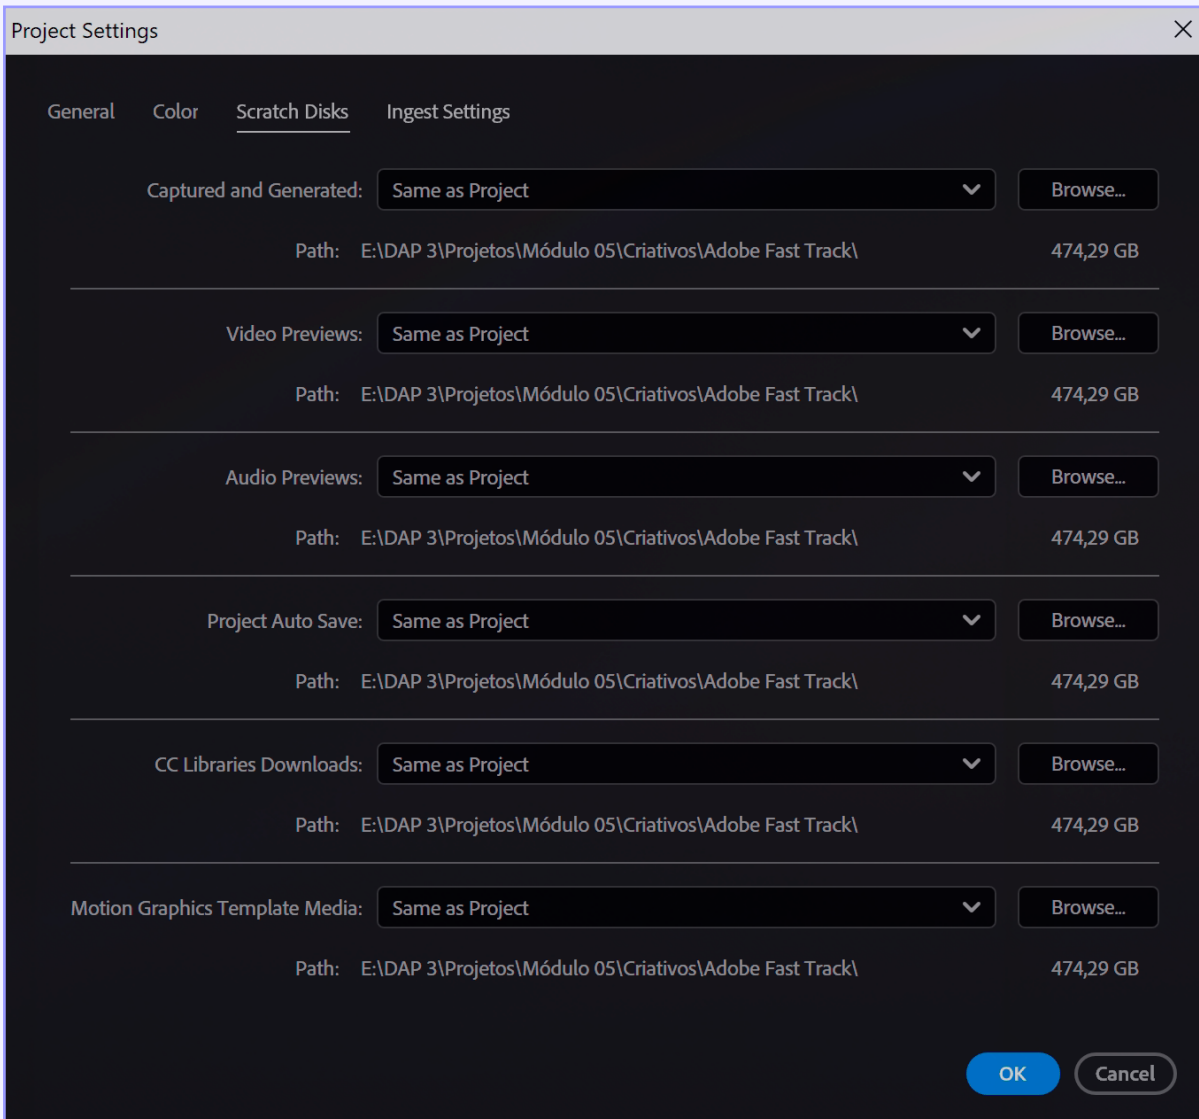 Project Settings
General Color Scratch Disks Ingest Settings
Captured and Generated: Same as Project Browse...
Path: E:\DAP 3\Projetos\Módulo 05\Criativos\Adobe Fast Track\ 474,29 GB
Video Previews: Same as Project Browse...
Path: E:\DAP 3\Projetos\Módulo 05\Criativos\Adobe Fast Track\ 474,29 GB
Audio Previews: Same as Project Browse...
Path: E:\DAP 3\Projetos\Módulo 05\Criativos\Adobe Fast Track\ 474,29 GB
Project Auto Save: Same as Project Browse...
Path: E:\DAP 3\Projetos\Módulo 05\Criativos\Adobe Fast Track\ 474,29 GB
CC Libraries Downloads: Same as Project Browse...
Path: E:\DAP 3\Projetos\Módulo 05\Criativos\Adobe Fast Track\ 474,29 GB
Motion Graphics Template Media: Same as Project Browse...
Path: E:\DAP 3\Projetos\Módulo 05\Criativos\Adobe Fast Track\ 474,29 GB
OK Cancel